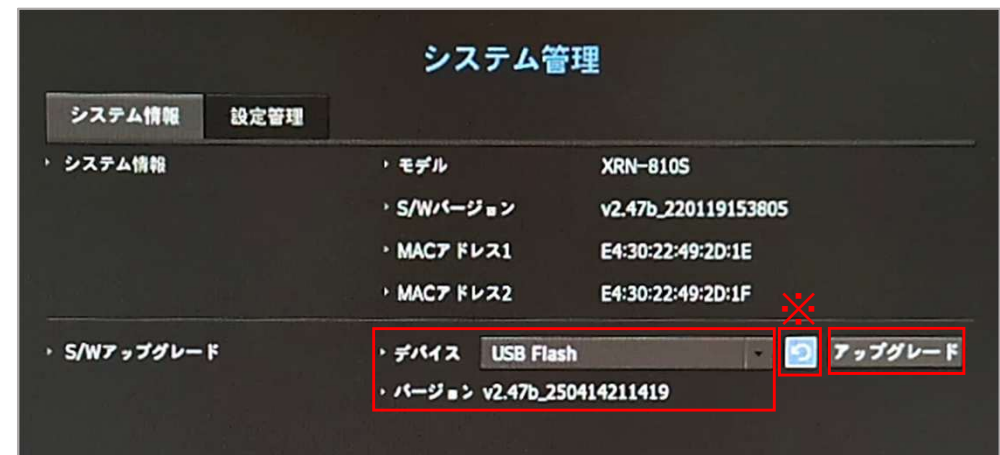 システム管理
システム情報 設定管理
システム情報 モデル XRN-810S
S/Wバージョン v2.47b_220119153805
MACアドレス1 E4:30:22:49:2D:1E
MACアドレス2 E4:30:22:49:2D:1F
※
S/Wアップグレード デバイス USB Flash アップグレード
バージョン v2.47b_250414211419